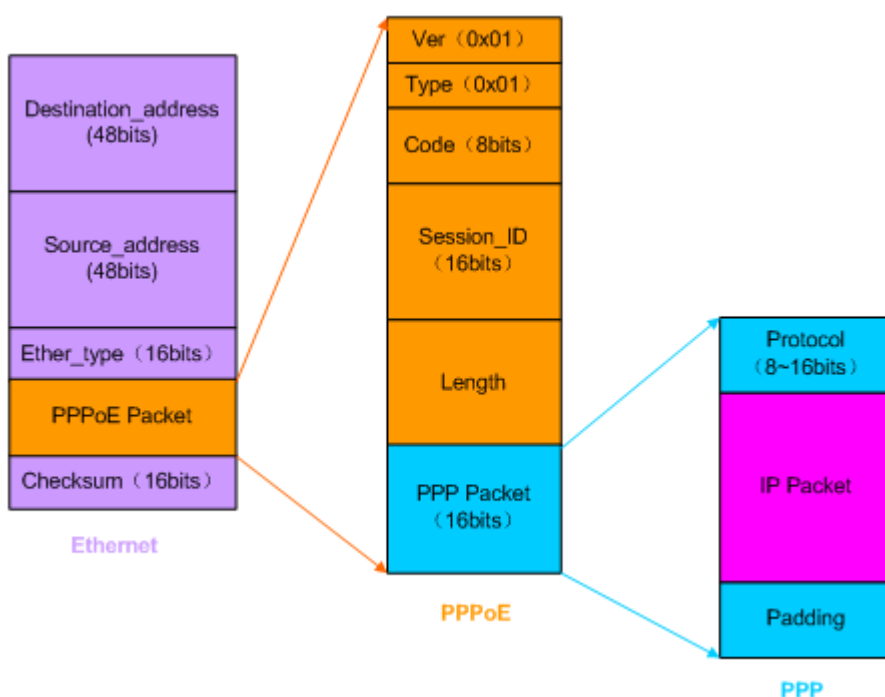 Destination_address
(48bits)
Source_address
(48bits)
Ether_type（16bits）
PPPoE Packet
Checksum（16bits）
Ethernet
Ver（0x01）
Type（0x01）
Code（8bits）
Session_ID
（16bits）
Length
PPP Packet
（16bits）
PPPoE
Protocol
（8~16bits）
IP Packet
Padding
PPP